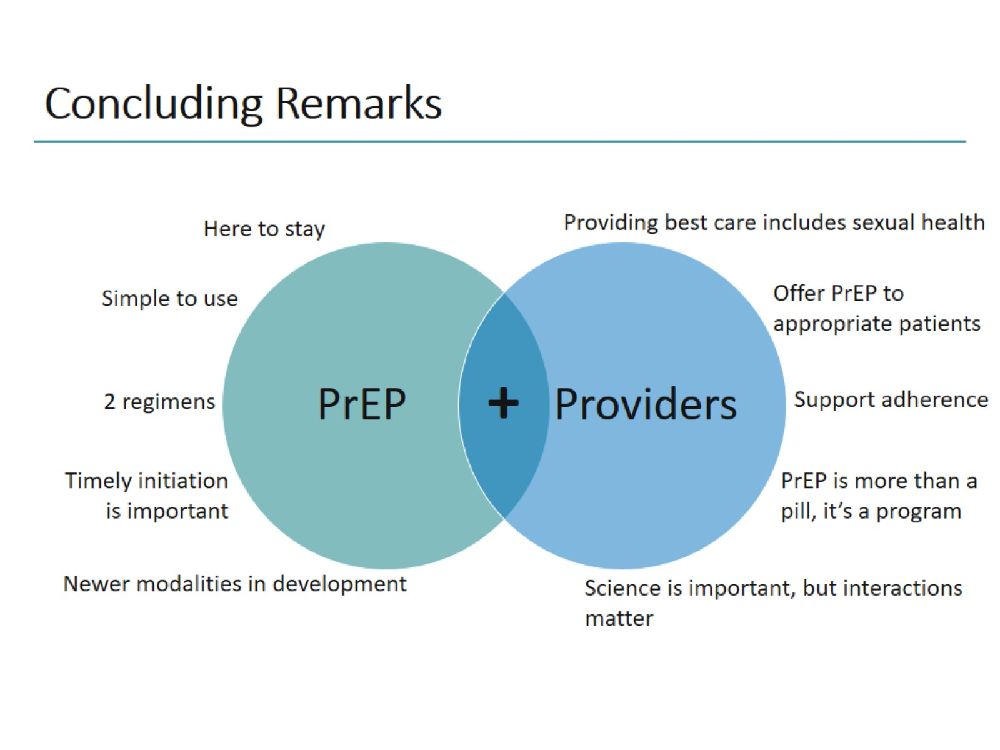 Concluding Remarks
Here to stay
Simple to use
2 regimens
Timely initiation
is important
Newer modalities in development
PrEP
+
Providers
Providing best care includes sexual health
Offer PrEP to
appropriate patients
Support adherence
PrEP is more than a
pill, it’s a program
Science is important, but interactions
matter